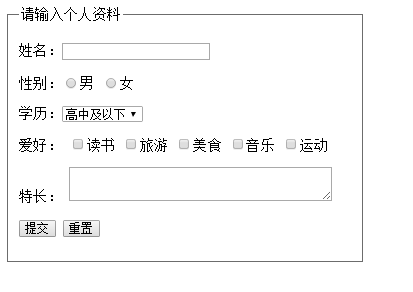 请输入个人资料
姓名：
性别： 男 女
学历： 高中及以下
爱好： 读书 旅游 美食 音乐 运动
特长：
提交 重置